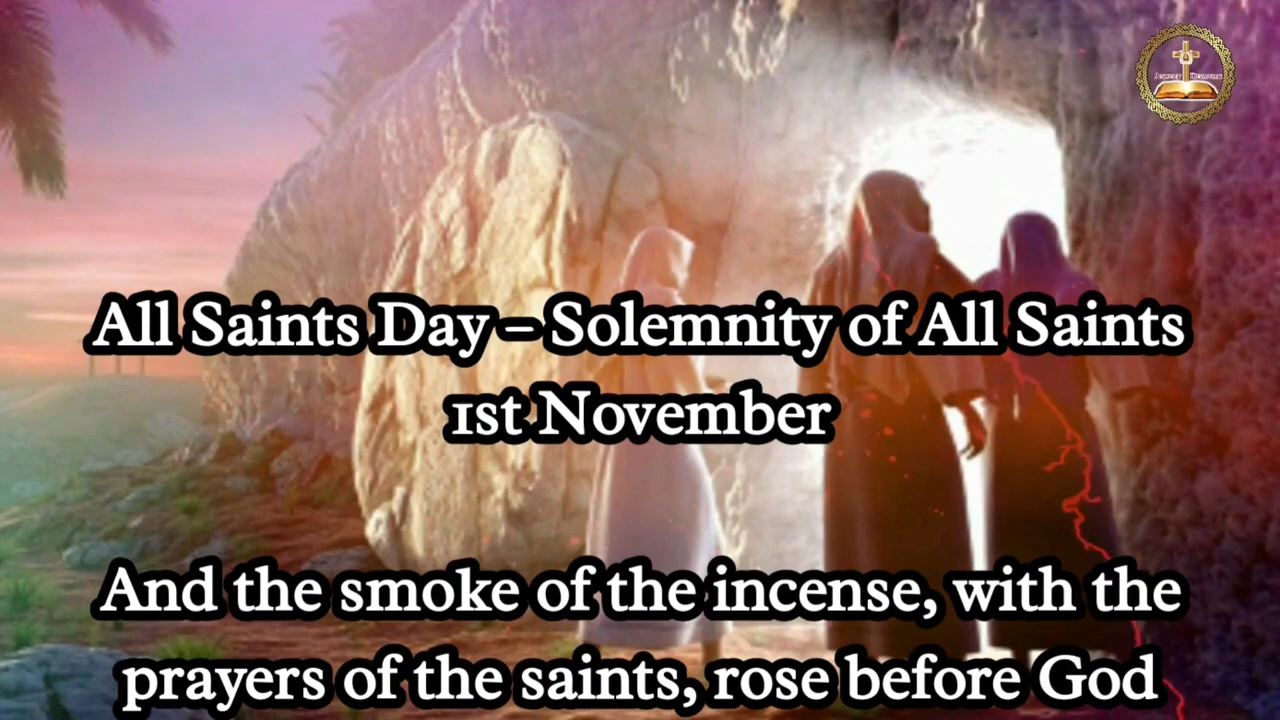 All Saints Day – Solemnity of All Saints
1st November
And the smoke of the incense, with the
prayers of the saints, rose before God